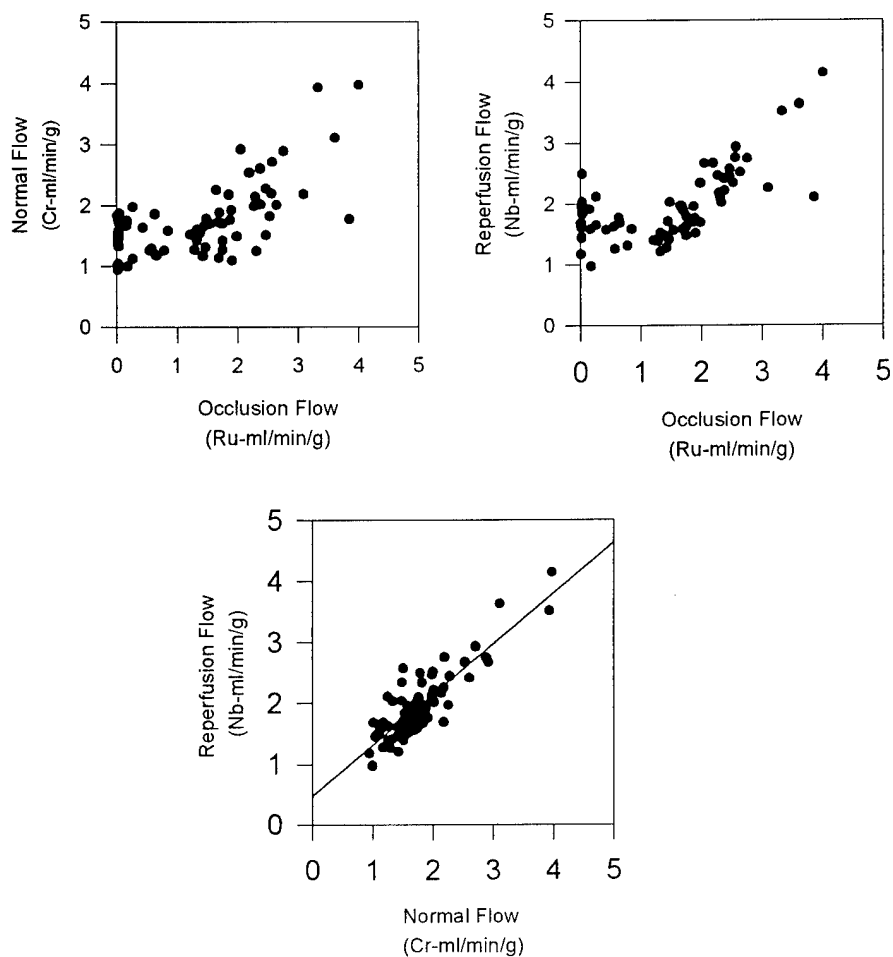 5
4
3
2
1
0
Normal Flow
(Cr-ml/min/g)
0 1 2 3 4 5
Occlusion Flow
(Ru-ml/min/g)
5
4
3
2
1
0
Reperfusion Flow
(Nb-ml/min/g)
0 1 2 3 4 5
Occlusion Flow
(Ru-ml/min/g)
5
4
3
2
1
0
Reperfusion Flow
(Nb-ml/min/g)
0 1 2 3 4 5
Normal Flow
(Cr-ml/min/g)